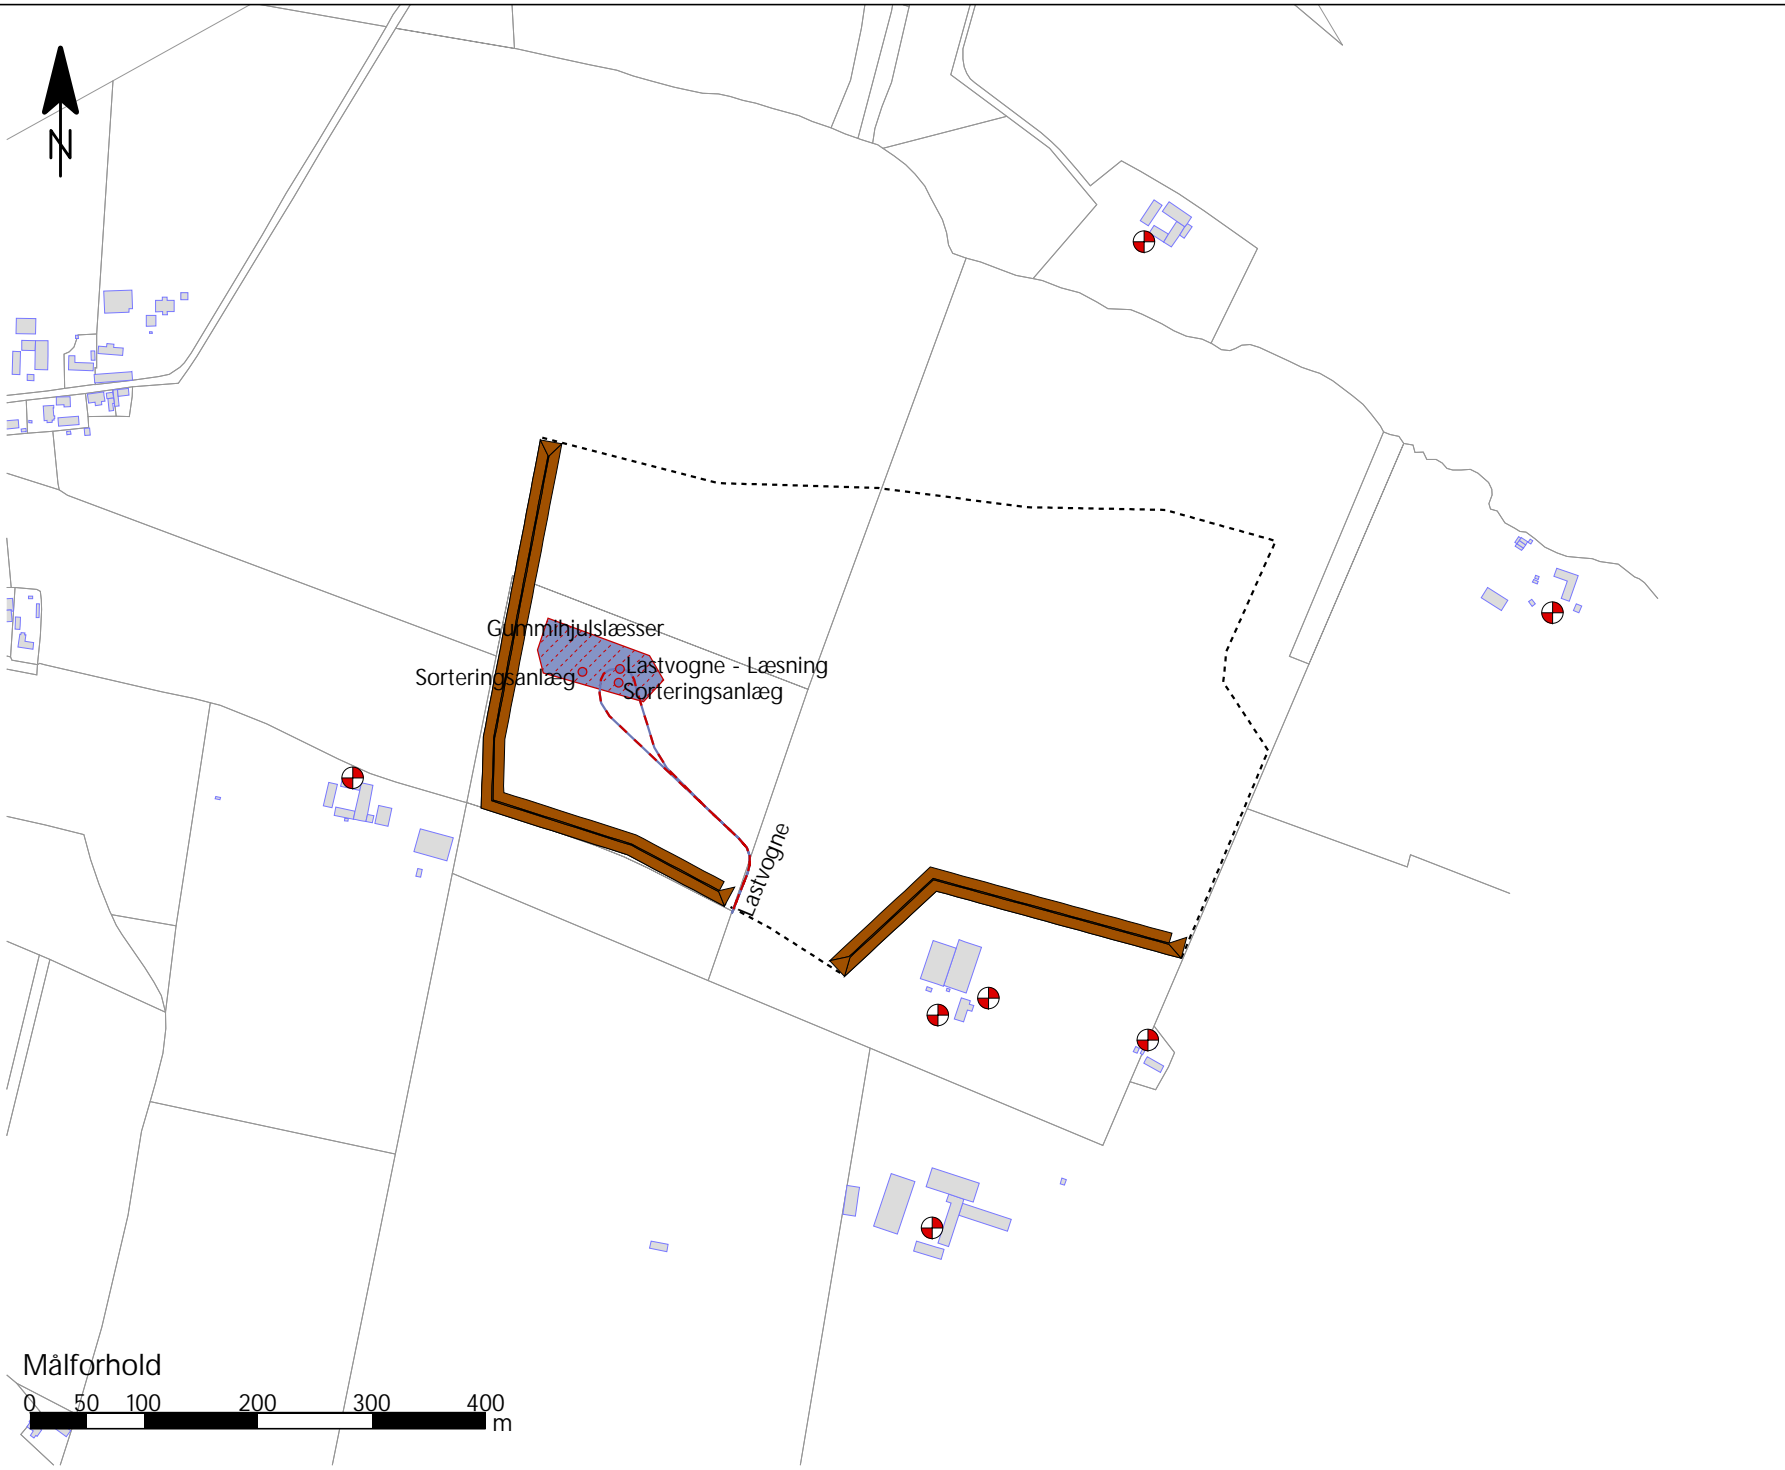 N
Gummihjulslæsser
Lastvogne - Læsning
Sorteringsanlæg
Sorteringsanlæg
Lastvogne
Målforhold
0 50 100 200 300 400
m